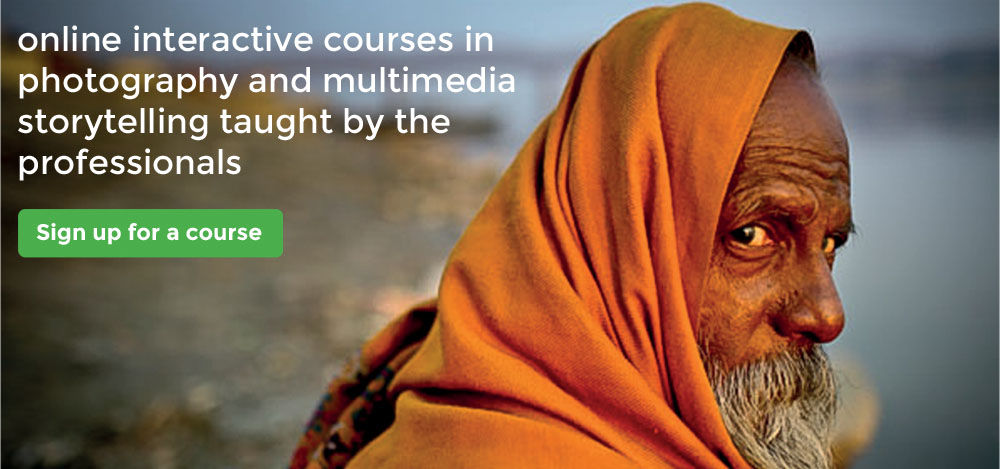 online interactive courses in
photography and multimedia
storytelling taught by the
professionals
Sign up for a course